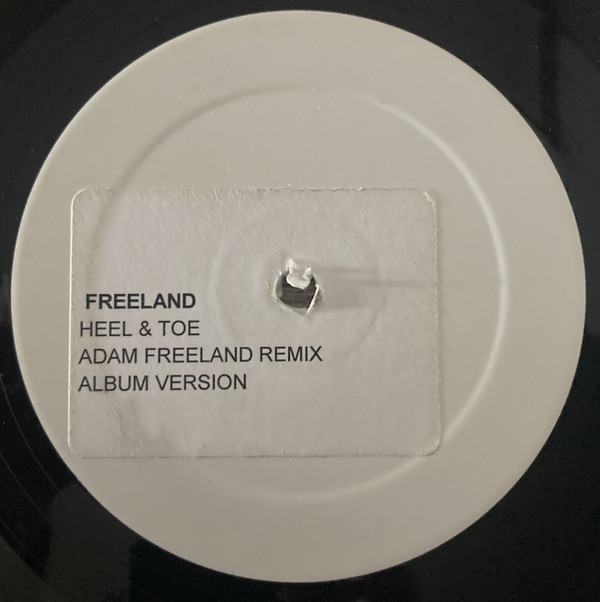 FREELAND
HEEL & TOE
ADAM FREELAND REMIX
ALBUM VERSION